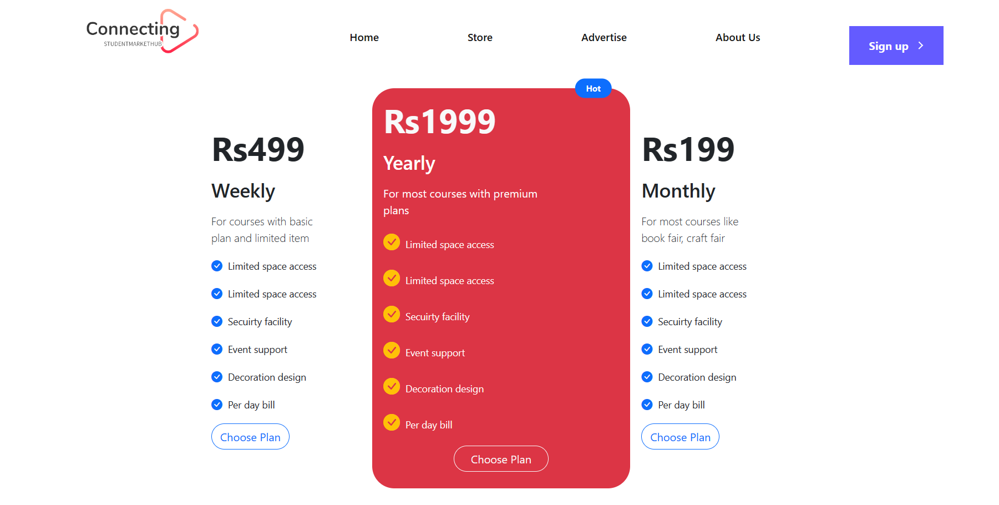 Connecting
STUDENTMARKETHUB
Home
Store
Advertise
About Us
Sign up
Rs499
Weekly
For courses with basic
plan and limited item
Limited space access
Limited space access
Secuirty facility
Event support
Decoration design
Per day bill
Choose Plan
Hot
Rs1999
Yearly
For most courses with premium
plans
Limited space access
Limited space access
Secuirty facility
Event support
Decoration design
Per day bill
Choose Plan
Rs199
Monthly
For most courses like
book fair, craft fair
Limited space access
Limited space access
Secuirty facility
Event support
Decoration design
Per day bill
Choose Plan